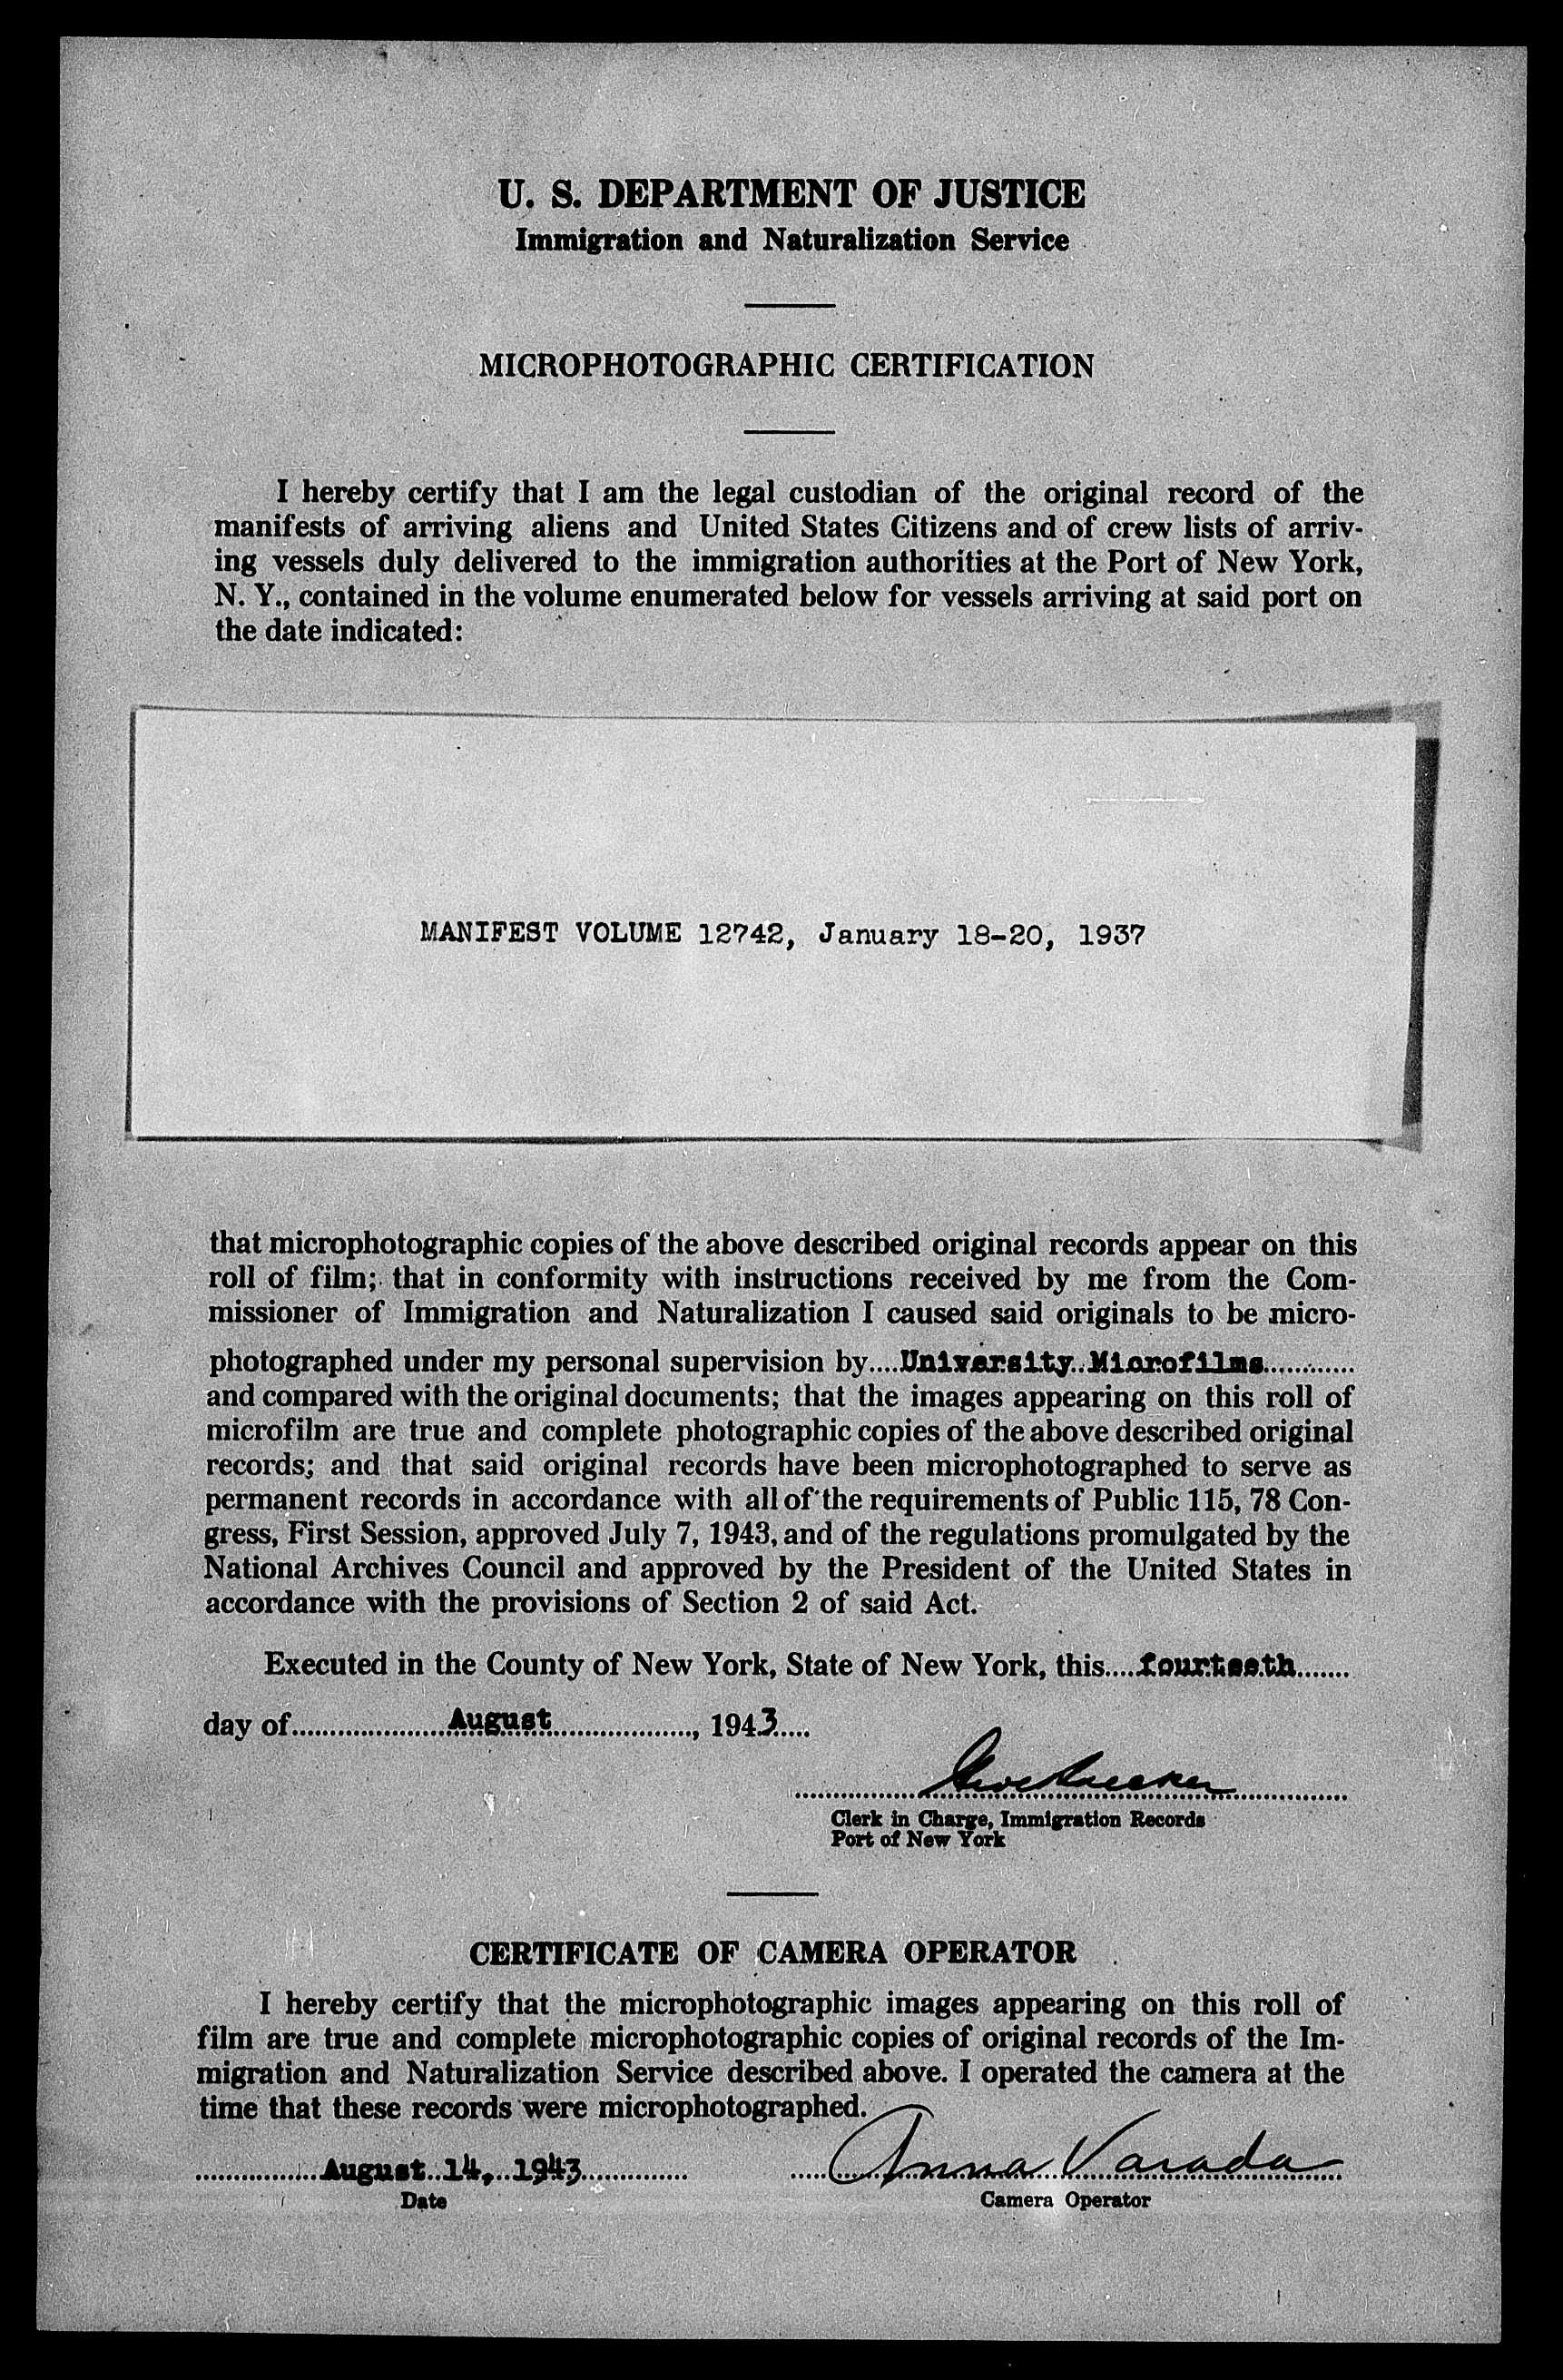 U. S. DEPARTMENT OF JUSTICE
Immigration and Naturalization Service
MICROPHOTOGRAPHIC CERTIFICATION
I hereby certify that I am the legal custodian of the original record of the
manifests of arriving aliens and United States Citizens and of crew lists of arriv-
ing vessels duly delivered to the immigration authorities at the Port of New York,
N. Y., contained in the volume enumerated below for vessels arriving at said port on
the date indicated:
MANIFEST VOLUME 12742, January 18-20, 1937
that microphotographic copies of the above described original records appear on this
roll of film; that in conformity with instructions received by me from the Com-
missioner of Immigration and Naturalization I caused said originals to be micro-
photographed under my personal supervision by....University Microfilms............
and compared with the original documents; that the images appearing on this roll of
microfilm are true and complete photographic copies of the above described original
records; and that said original records have been microphotographed to serve as
permanent records in accordance with all of the requirements of Public 115, 78 Con-
gress, First Session, approved July 7, 1943, and of the regulations promulgated by the
National Archives Council and approved by the President of the United States in
accordance with the provisions of Section 2 of said Act.
Executed in the County of New York, State of New York, this....fourteeth.......
day of.....................August..................., 1943.....
Clerk in Charge, Immigration Records
Port of New York
CERTIFICATE OF CAMERA OPERATOR
I hereby certify that the microphotographic images appearing on this roll of
film are true and complete microphotographic copies of original records of the Im-
migration and Naturalization Service described above. I operated the camera at the
time that these records were microphotographed.
August 14, 1943 Anna Varada
Date Camera Operator